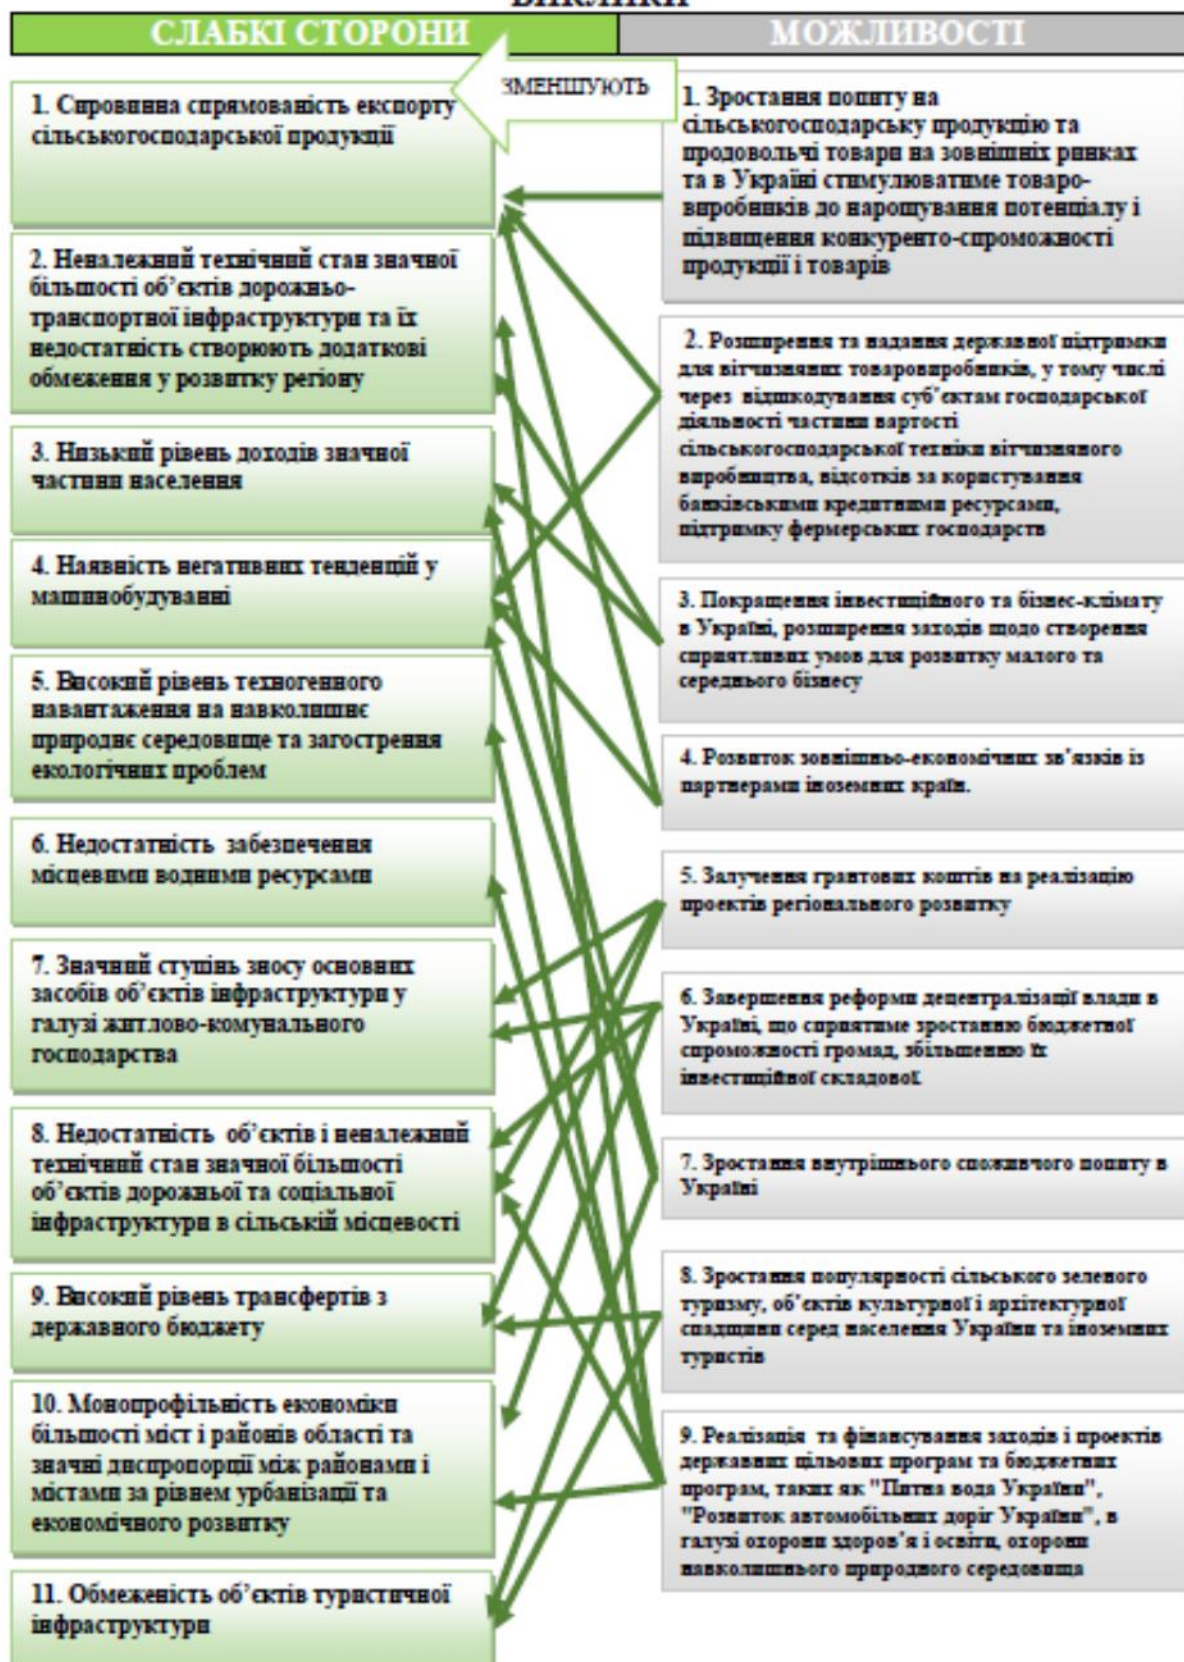 ВИКЛИКИ
СЛАБКІ СТОРОНИ
МОЖЛИВОСТІ
ЗМЕНШУЮТЬ
1. Сировинна спрямованість експорту
сільськогосподарської продукції
2. Неналежний технічний стан значної
більшості об’єктів дорожньо-
транспортної інфраструктури та їх
недостатність створюють додаткові
обмеження у розвитку регіону
3. Низький рівень доходів значної
частини населення
4. Наявність негативних тенденцій у
машинобудуванні
5. Високий рівень техногенного
навантаження на навколишнє
природнє середовище та загострення
екологічних проблем
6. Недостатність забезпечення
місцевими водними ресурсами
7. Значний ступінь зносу основних
засобів об’єктів інфраструктури у
галузі житлово-комунального
господарства
8. Недостатність об’єктів і неналежний
технічний стан значної більшості
об’єктів дорожньої та соціальної
інфраструктури в сільській місцевості
9. Високий рівень трансфертів з
державного бюджету
10. Монопрофільність економіки
більшості міст і районів області та
значні диспропорції між районами і
містами за рівнем урбанізації та
економічного розвитку
11. Обмеженість об’єктів туристичної
інфраструктури
1. Зростання попиту на
сільськогосподарську продукцію та
продовольчі товари на зовнішніх ринках
та в Україні стимулюватиме товаро-
виробників до нарощування потенціалу і
підвищення конкуренто-спроможності
продукції і товарів
2. Розширення та надання державної підтримки
для вітчизняних товаровиробників, у тому числі
через відшкодування суб’єктам господарської
діяльності частини вартості
сільськогосподарської техніки вітчизняного
виробництва, відсотків за користування
банківськими кредитними ресурсами,
підтримку фермерських господарств
3. Покращення інвестиційного та бізнес-клімату
в Україні, розширення заходів щодо створення
сприятливих умов для розвитку малого та
середнього бізнесу
4. Розвиток зовнішньо-економічних зв’язків із
партнерами іноземних країн.
5. Залучення грантових коштів на реалізацію
проектів регіонального розвитку
6. Завершення реформи децентралізації влади в
Україні, що сприятиме зростанню бюджетної
спроможності громад, збільшенню їх
інвестиційної складової.
7. Зростання внутрішнього споживчого попиту в
Україні
8. Зростання популярності сільського зеленого
туризму, об’єктів культурної і архітектурної
спадщини серед населення України та іноземних
туристів
9. Реалізація та фінансування заходів і проектів
державних цільових програм та бюджетних
програм, таких як "Питна вода України",
"Розвиток автомобільних доріг України", в
галузі охорони здоров’я і освіти, охорони
навколишнього природного середовища